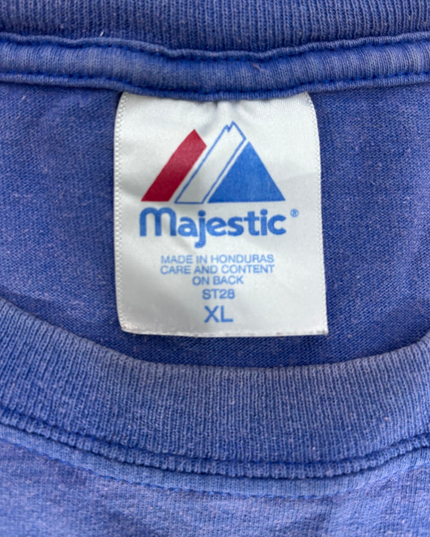 Majestic®
MADE IN HONDURAS
CARE AND CONTENT
ON BACK
ST28
XL